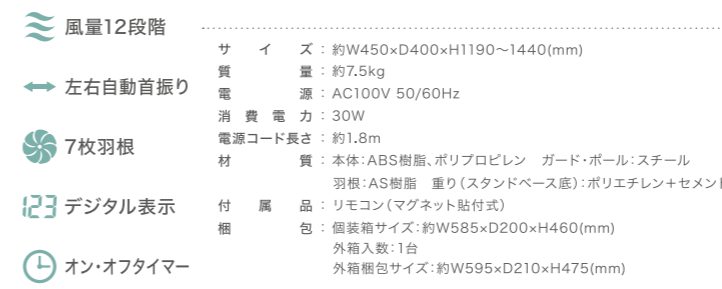 風量12段階
左右自動首振り
7枚羽根
123 デジタル表示
オン・オフタイマー
サイズ：約W450×D400×H1190～1440(mm)
質量：約7.5kg
電源：AC100V 50/60Hz
消費電力：30W
電源コード長さ：約1.8m
材質：本体：ABS樹脂、ポリプロピレン　ガード・ポール：スチール
羽根：AS樹脂　重り（スタンドベース底）：ポリエチレン＋セメント
付属品：リモコン（マグネット貼付式）
梱包：個装箱サイズ：約W585×D200×H460(mm)
外箱入数：1台
外箱梱包サイズ：約W595×D210×H475(mm)